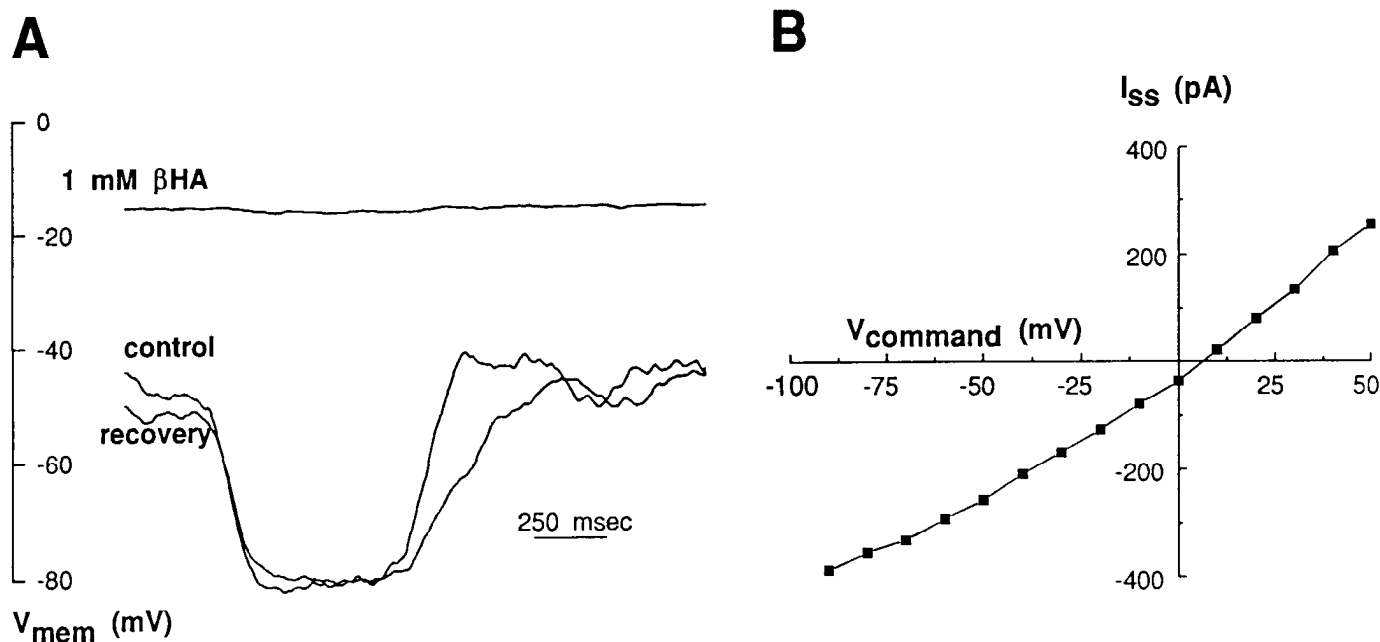 A
0
1 mM βHA
-20
-40
control
recovery
-60
250 msec
-80
Vmem (mV)
B
ISS (pA)
400
200
Vcommand (mV)
-100 -75 -50 -25 25 50
-200
-400